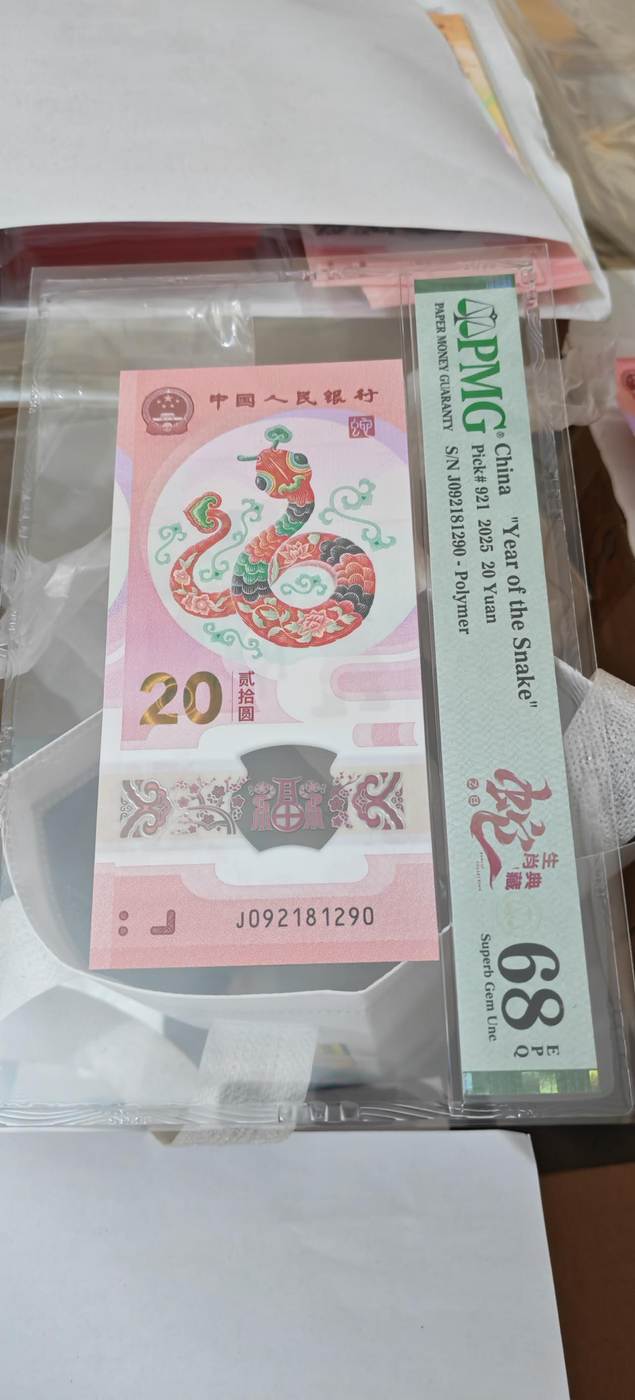 中国人民银行
20
贰拾圆
福
J092181290
PMG®
PAPER MONEY GUARANTY
China "Year of the Snake"
Pick# 921 2025 20 Yuan
S/N J092181290 - Polymer
蛇
生肖典藏
68
EPQ
Superb Gem Unc